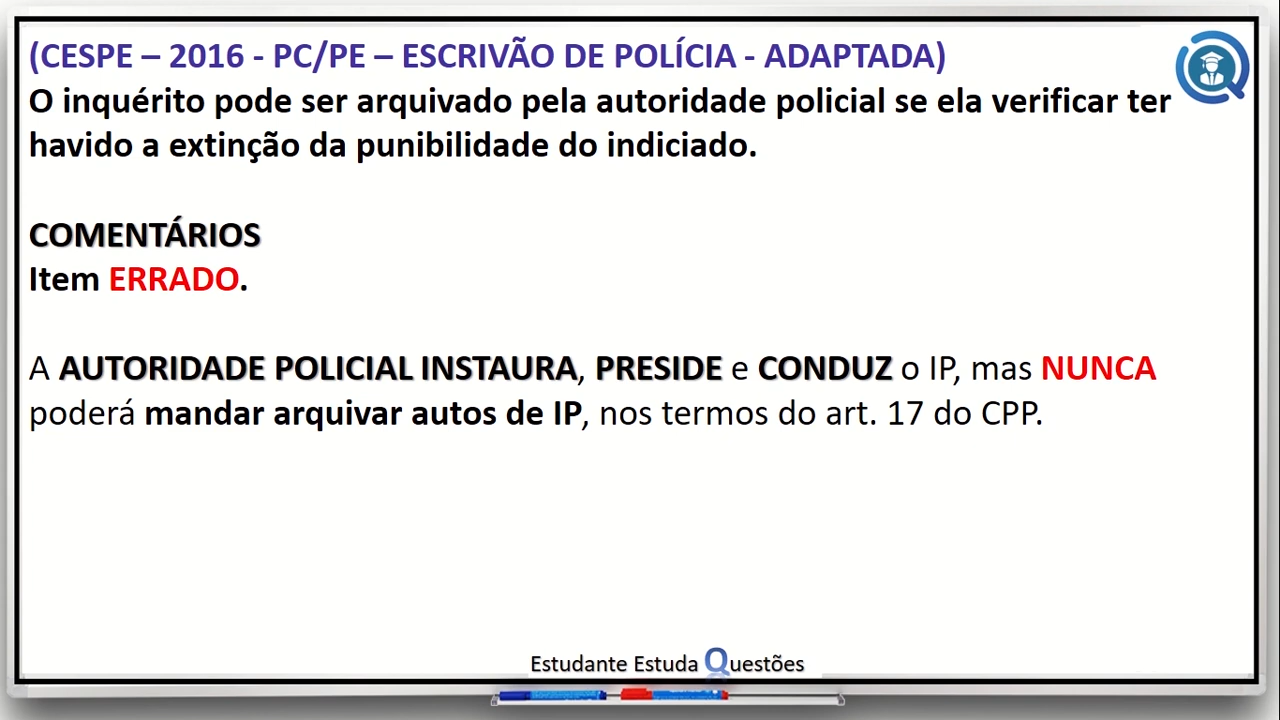 (CESPE – 2016 - PC/PE – ESCRIVÃO DE POLÍCIA - ADAPTADA)
O inquérito pode ser arquivado pela autoridade policial se ela verificar ter
havido a extinção da punibilidade do indiciado.
COMENTÁRIOS
Item ERRADO.
A AUTORIDADE POLICIAL INSTAURA, PRESIDE e CONDUZ o IP, mas NUNCA
poderá mandar arquivar autos de IP, nos termos do art. 17 do CPP.
Estudante Estuda Questões